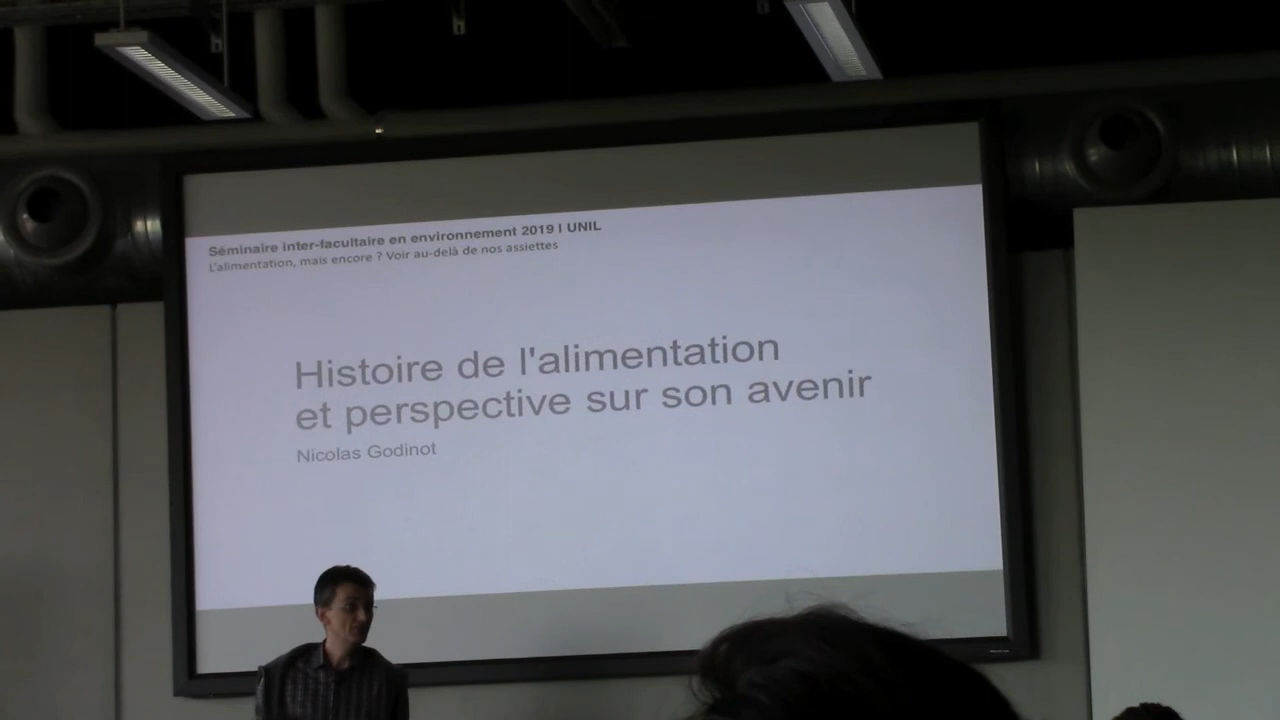 Séminaire inter-facultaire en environnement 2019 I UNIL
L'alimentation, mais encore ? Voir au-delà de nos assiettes
Histoire de l'alimentation
et perspective sur son avenir
Nicolas Godinot